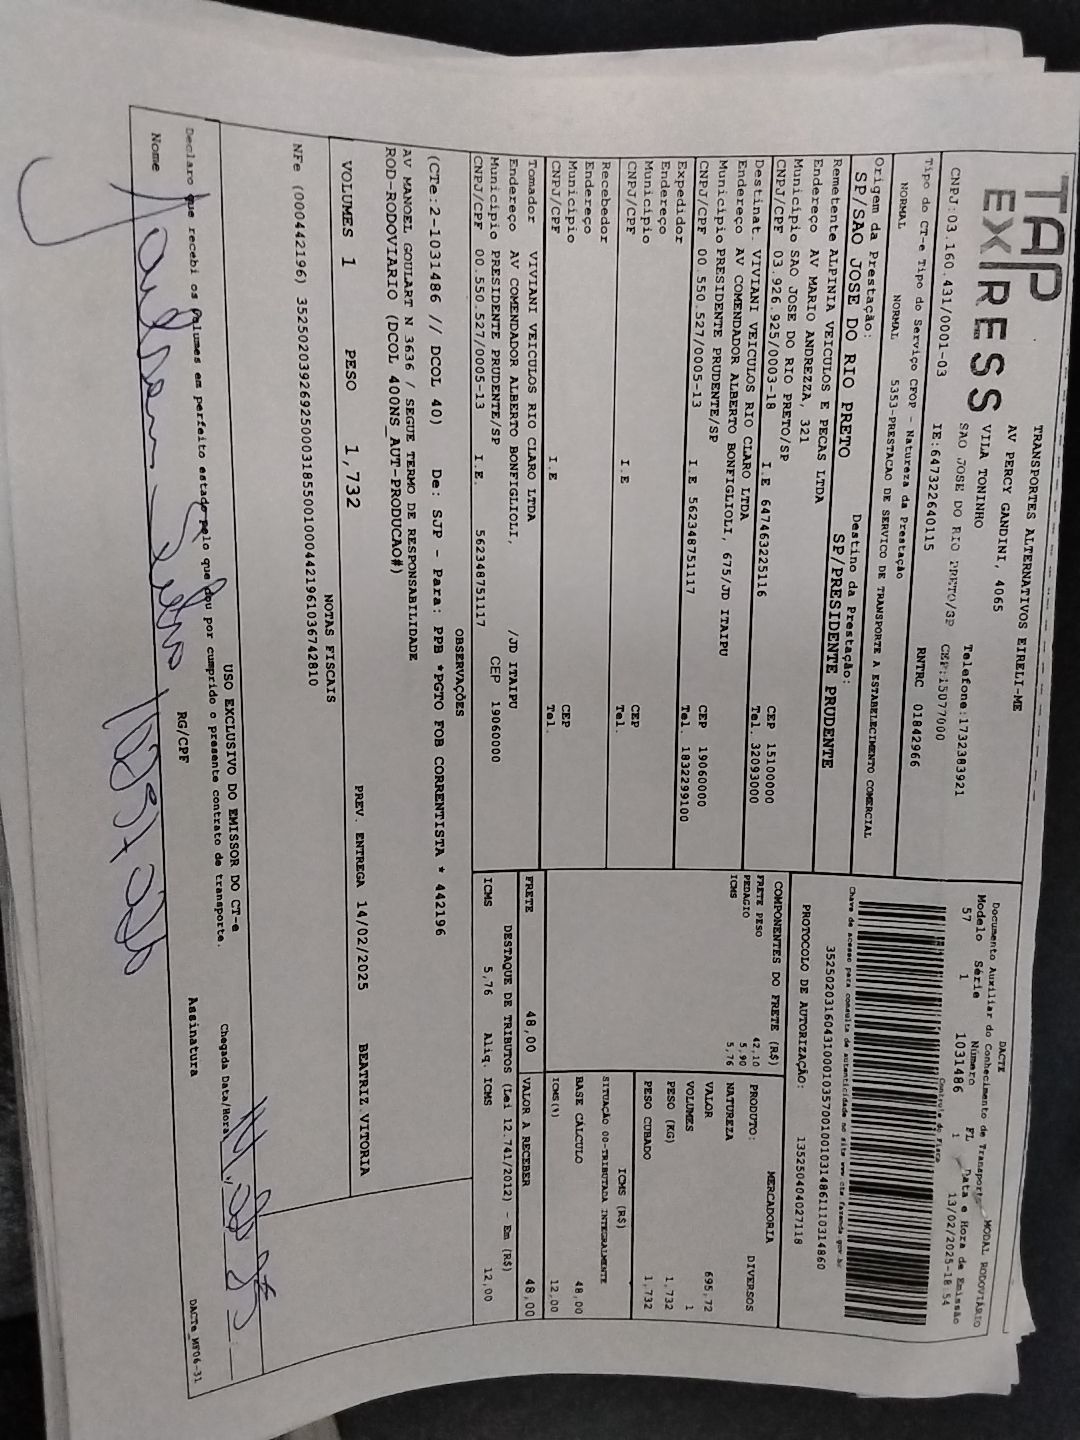 TAP
EXPRESS
TRANSPORTES ALTERNATIVOS EIRELI-ME
AV PERCY GANDINI, 4065
VILA TONINHO Telefone:1732383921
SAO JOSE DO RIO PRETO/SP CEP:15077000
CNPJ:03.160.431/0001-03 IE:647322640115 RNTRC 01842966
DACTE MODAL RODOVIÁRIO
Documento Auxiliar do Conhecimento de Transporte
Modelo Série Número FL Data e Hora de Emissão
57 1 1031486 1 13/02/2025-18:54
Controle do Fisco
Chave de acesso para consulta de autenticidade no site www.cte.fazenda.gov.br
PROTOCOLO DE AUTORIZAÇÃO: 135250404027118
Tipo do CT-e Tipo do Serviço CFOP - Natureza da Prestação
NORMAL NORMAL 5353-PRESTACAO DE SERVICO DE TRANSPORTE A ESTABELECIMENTO COMERCIAL
Origem da Prestação: Destino da Prestação:
SP/SAO JOSE DO RIO PRETO SP/PRESIDENTE PRUDENTE
Remetente ALPINIA VEICULOS E PECAS LTDA
Endereço AV MARIO ANDREZZA, 321
Município SAO JOSE DO RIO PRETO/SP CEP 15100000
CNPJ/CPF 03.926.925/0003-18 I.E 647463225116 Tel. 32093000
Destinat. VIVIANI VEICULOS RIO CLARO LTDA
Endereço AV COMENDADOR ALBERTO BONFIGLIOLI, 675/JD ITAIPU
Município PRESIDENTE PRUDENTE/SP CEP 19060000
CNPJ/CPF 00.550.527/0005-13 I.E 562348751117 Tel. 1832299100
Expedidor
Endereço
Município CEP
CNPJ/CPF I.E Tel.
Recebedor
Endereço
Município CEP
CNPJ/CPF I.E Tel.
Tomador VIVIANI VEICULOS RIO CLARO LTDA
Endereço AV COMENDADOR ALBERTO BONFIGLIOLI, /JD ITAIPU
Município PRESIDENTE PRUDENTE/SP CEP 19060000
CNPJ/CPF 00.550.527/0005-13 I.E. 562348751117
COMPONENTES DO FRETE (R$)
FRETE PESO 42,10
PEDAGIO 5,90
ICMS 5,76
FRETE 48,00
PRODUTO: MERCADORIA
NATUREZA DIVERSOS
VALOR 695,72
VOLUMES 1
PESO (KG) 1,732
PESO CUBADO 1,732
ICMS (R$)
SITUAÇÃO 00-TRIBUTADA INTEGRALMENTE
BASE CÁLCULO 48,00
ICMS(%) 12,00
VALOR A RECEBER 48,00
DESTAQUE DE TRIBUTOS (Lei 12.741/2012) - Em (R$)
ICMS 5,76 Aliq. ICMS 12,00
OBSERVAÇÕES
(CTe:2-1031486 // DCOL 40) De: SJP - Para: PPB *PGTO FOB CORRENTISTA * 442196
AV MANOEL GOULART N 3636 / SEGUE TERMO DE RESPONSABILIDADE
ROD-RODOVIARIO (DCOL 400NS_AUT-PRODUCAO#)
VOLUMES 1 PESO 1,732 PREV. ENTREGA 14/02/2025 BEATRIZ.VITORIA
NOTAS FISCAIS
USO EXCLUSIVO DO EMISSOR DO CT-e
Declaro que recebi os volumes em perfeito estado pelo que dou por cumprido o presente contrato de transporte. Chegada Data/Hora
Nome RG/CPF Assinatura
DACTe MF06-31